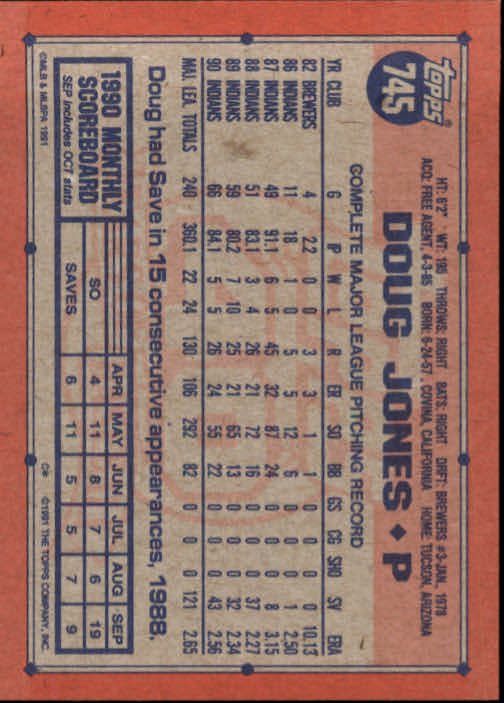 TOPPS®
745
HT: 6'2" WT: 195 THROWS: RIGHT BATS: RIGHT DRFT: BREWERS #3-JAN. 1978
ACQ: FREE AGENT, 4-3-85 BORN: 6-24-57, COVINA, CALIFORNIA HOME: TUCSON, ARIZONA
DOUG JONES ♦ P
COMPLETE MAJOR LEAGUE PITCHING RECORD
YR CLUB G IP W L R ER SO BB GS CG SHO SV ERA
82 BREWERS 4 2.2 0 0 3 3 1 1 0 0 0 0 10.13
86 INDIANS 11 18 1 0 5 5 12 6 0 0 0 1 2.50
87 INDIANS 49 91.1 6 5 45 32 87 24 0 0 0 8 3.15
88 INDIANS 51 83.1 3 4 26 21 72 16 0 0 0 37 2.27
89 INDIANS 59 80.2 7 10 25 21 65 13 0 0 0 32 2.34
90 INDIANS 66 84.1 5 5 26 24 55 22 0 0 0 43 2.56
MAJ. LEA. TOTALS 240 360.1 22 24 130 106 292 82 0 0 0 121 2.65
Doug had Save in 15 consecutive appearances, 1988.
1990 MONTHLY SCOREBOARD
SEP includes OCT stats
APR MAY JUN JUL AUG SEP
SO 4 11 8 7 6 19
SAVES 6 11 5 5 7 9
©MLB & MLBPA 1991
C* ©1991 THE TOPPS COMPANY, INC.